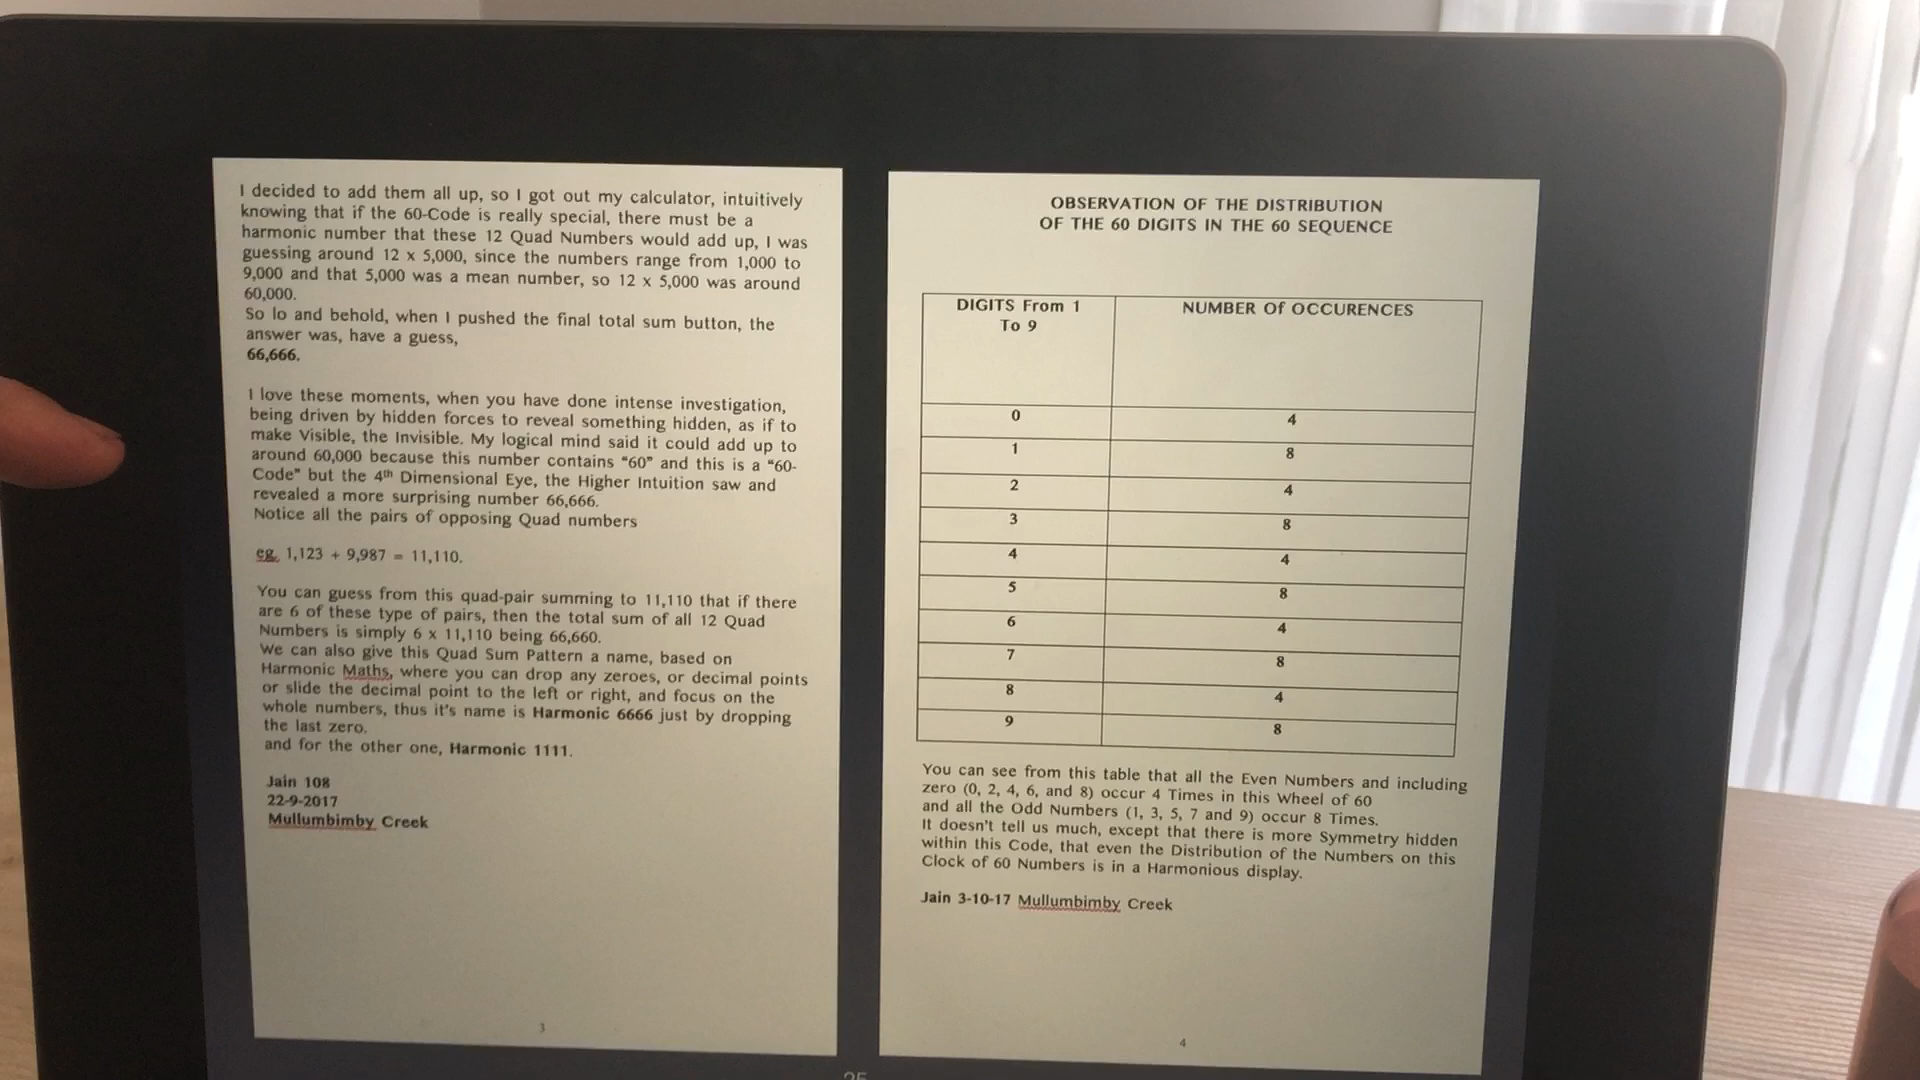 I decided to add them all up, so I got out my calculator, intuitively
knowing that if the 60-Code is really special, there must be a
harmonic number that these 12 Quad Numbers would add up, I was
guessing around 12 x 5,000, since the numbers range from 1,000 to
9,000 and that 5,000 was a mean number, so 12 x 5,000 was around
60,000.
So lo and behold, when I pushed the final total sum button, the
answer was, have a guess,
66,666.
I love these moments, when you have done intense investigation,
being driven by hidden forces to reveal something hidden, as if to
make Visible, the Invisible. My logical mind said it could add up to
around 60,000 because this number contains "60" and this is a "60-
Code" but the 4th Dimensional Eye, the Higher Intuition saw and
revealed a more surprising number 66,666.
Notice all the pairs of opposing Quad numbers
eg. 1,123 + 9,987 = 11,110.
You can guess from this quad-pair summing to 11,110 that if there
are 6 of these type of pairs, then the total sum of all 12 Quad
Numbers is simply 6 x 11,110 being 66,660.
We can also give this Quad Sum Pattern a name, based on
Harmonic Maths, where you can drop any zeroes, or decimal points
or slide the decimal point to the left or right, and focus on the
whole numbers, thus it's name is Harmonic 6666 just by dropping
the last zero.
and for the other one, Harmonic 1111.
Jain 108
22-9-2017
Mullumbimby Creek
3
OBSERVATION OF THE DISTRIBUTION
OF THE 60 DIGITS IN THE 60 SEQUENCE
DIGITS From 1 NUMBER Of OCCURENCES
To 9
0 4
1 8
2 4
3 8
4 4
5 8
6 4
7 8
8 4
9 8
You can see from this table that all the Even Numbers and including
zero (0, 2, 4, 6, and 8) occur 4 Times in this Wheel of 60
and all the Odd Numbers (1, 3, 5, 7 and 9) occur 8 Times.
It doesn't tell us much, except that there is more Symmetry hidden
within this Code, that even the Distribution of the Numbers on this
Clock of 60 Numbers is in a Harmonious display.
Jain 3-10-17 Mullumbimby Creek
4